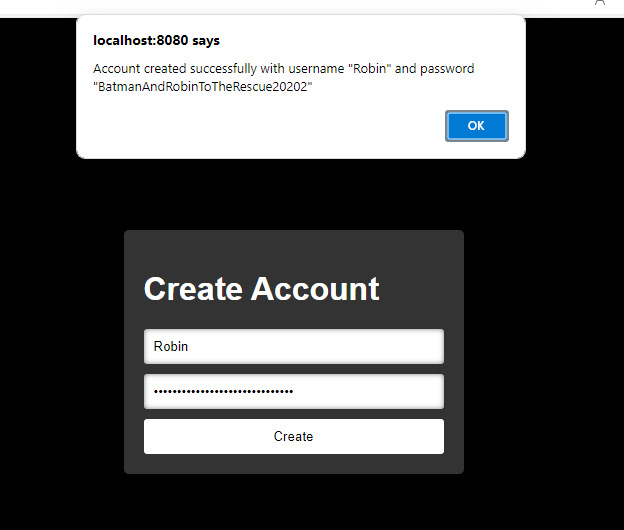 localhost:8080 says
Account created successfully with username "Robin" and password
"BatmanAndRobinToTheRescue20202"
OK
Create Account
Robin
••••••••••••••••••••••••••••••
Create